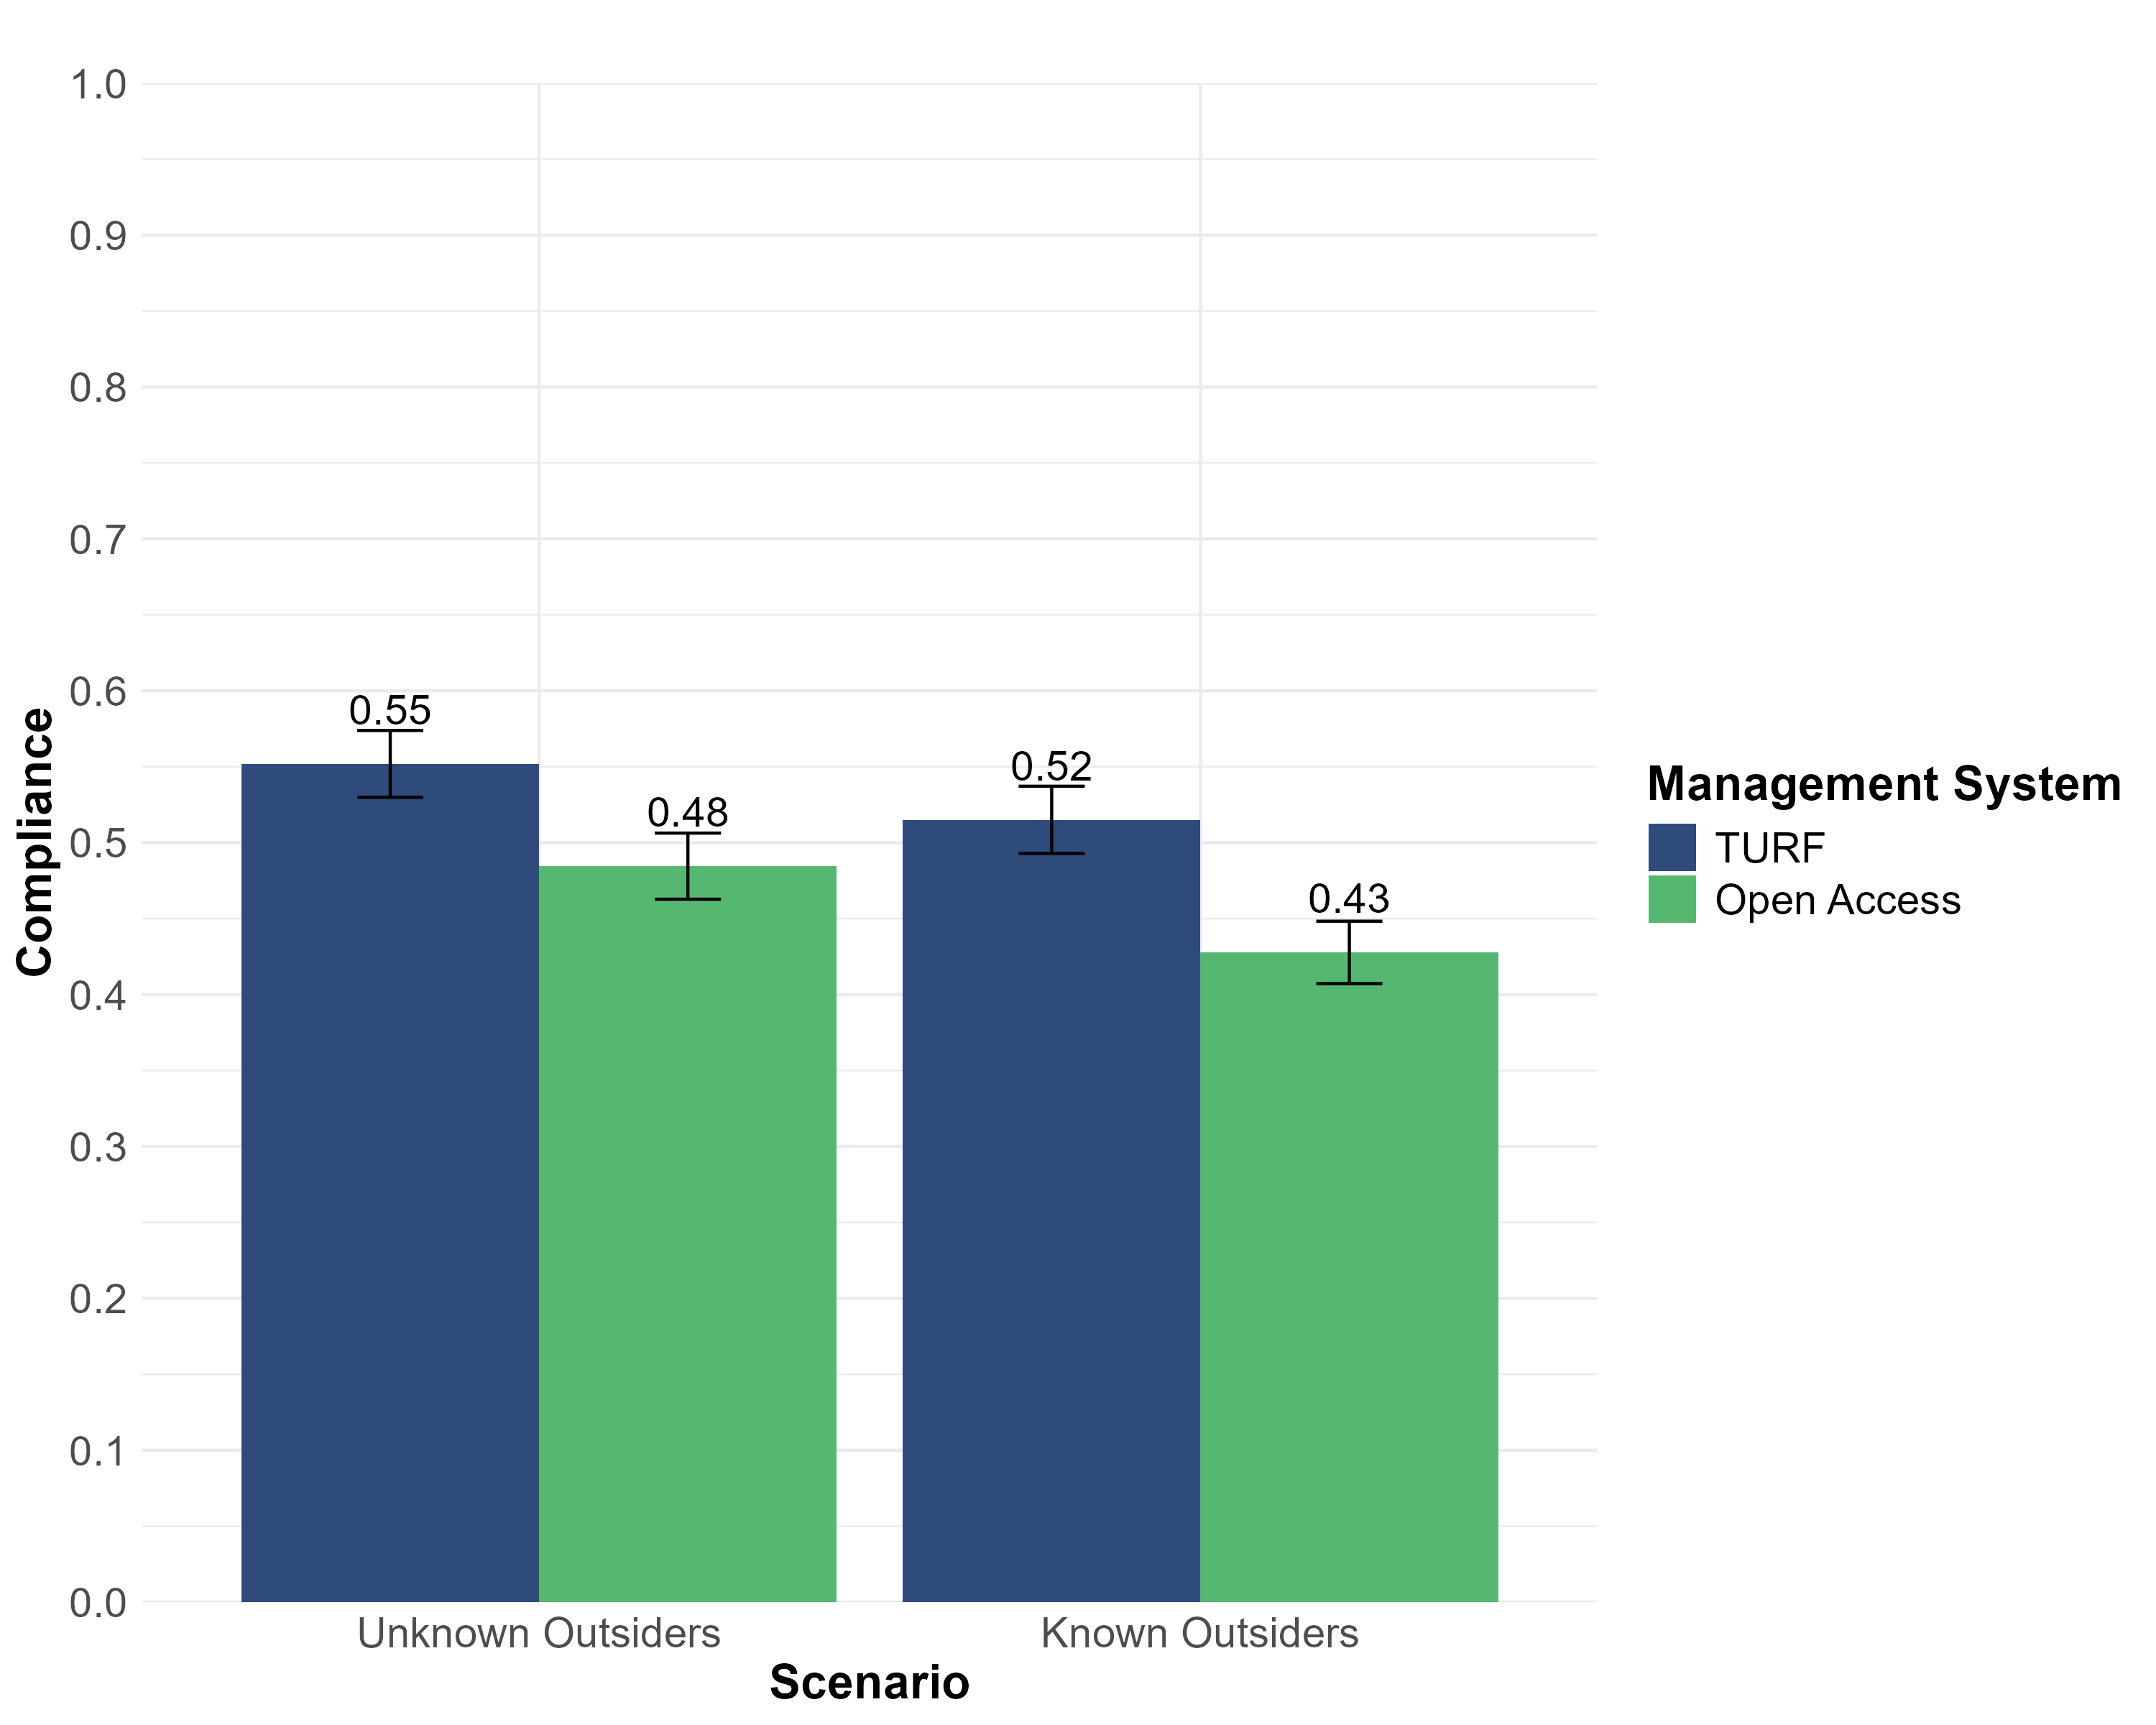 1.0
0.9
0.8
0.7
0.6
0.5
0.4
0.3
0.2
0.1
0.0
Compliance
0.55
0.48
0.52
0.43
Unknown Outsiders
Known Outsiders
Scenario
Management System
TURF
Open Access